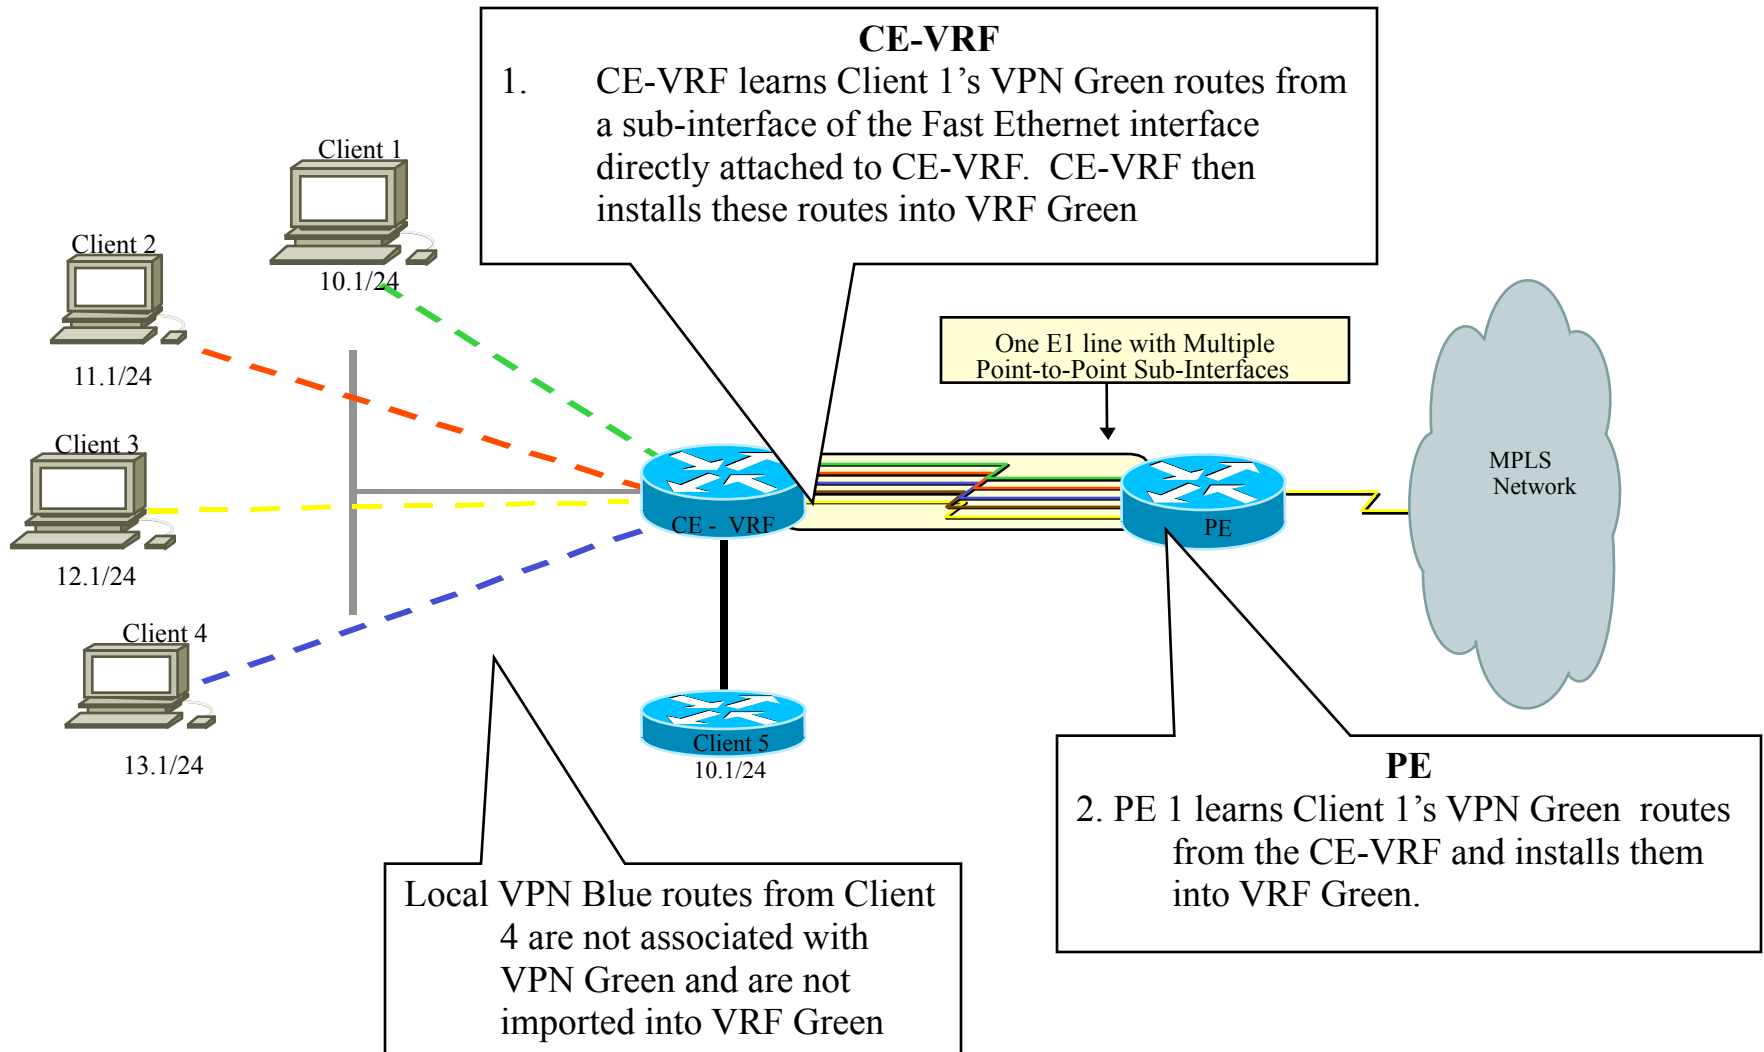 CE-VRF
1. CE-VRF learns Client 1’s VPN Green routes from
a sub-interface of the Fast Ethernet interface
directly attached to CE-VRF. CE-VRF then
installs these routes into VRF Green
Client 1
10.1/24
Client 2
11.1/24
One E1 line with Multiple
Point-to-Point Sub-Interfaces
Client 3
12.1/24
CE - VRF
PE
MPLS
Network
Client 4
13.1/24
Client 5
10.1/24
PE
2. PE 1 learns Client 1’s VPN Green routes
from the CE-VRF and installs them
into VRF Green.
Local VPN Blue routes from Client
4 are not associated with
VPN Green and are not
imported into VRF Green